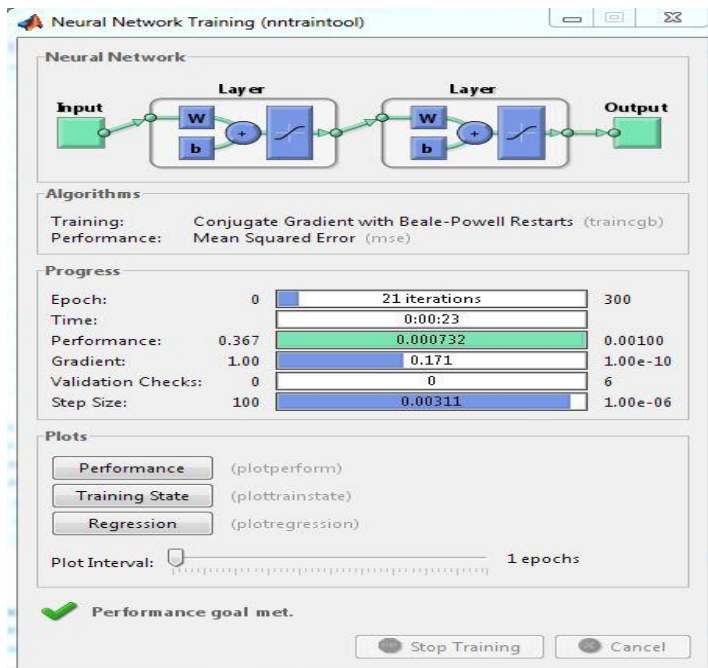 Neural Network Training (nntraintool)
Neural Network
Layer Layer
Input Output
W W
+ +
b b
Algorithms
Training: Conjugate Gradient with Beale-Powell Restarts (traincgb)
Performance: Mean Squared Error (mse)
Progress
Epoch: 0 21 iterations 300
Time: 0:00:23
Performance: 0.367 0.000732 0.00100
Gradient: 1.00 0.171 1.00e-10
Validation Checks: 0 0 6
Step Size: 100 0.00311 1.00e-06
Plots
Performance (plotperform)
Training State (plottrainstate)
Regression (plotregression)
Plot Interval: 1 epochs
Performance goal met.
Stop Training Cancel